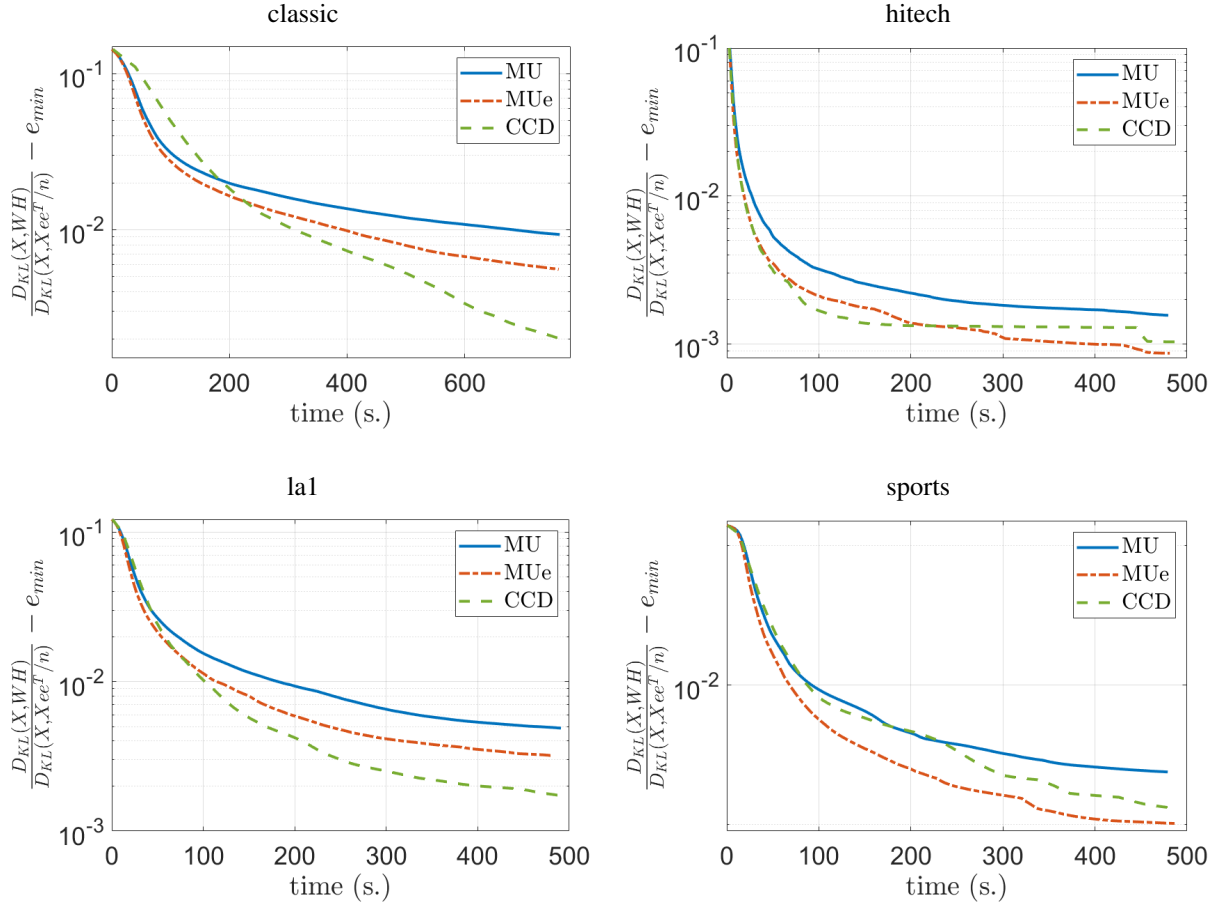 classic
10^-1
10^-2
D_KL(X,WH) / D_KL(X,Xee^T/n) − e_min
MU
MUe
CCD
0 200 400 600
time (s.)
hitech
10^-1
10^-2
10^-3
D_KL(X,WH) / D_KL(X,Xee^T/n) − e_min
MU
MUe
CCD
0 100 200 300 400 500
time (s.)
la1
10^-1
10^-2
10^-3
D_KL(X,WH) / D_KL(X,Xee^T/n) − e_min
MU
MUe
CCD
0 100 200 300 400 500
time (s.)
sports
10^-2
D_KL(X,WH) / D_KL(X,Xee^T/n) − e_min
MU
MUe
CCD
0 100 200 300 400 500
time (s.)